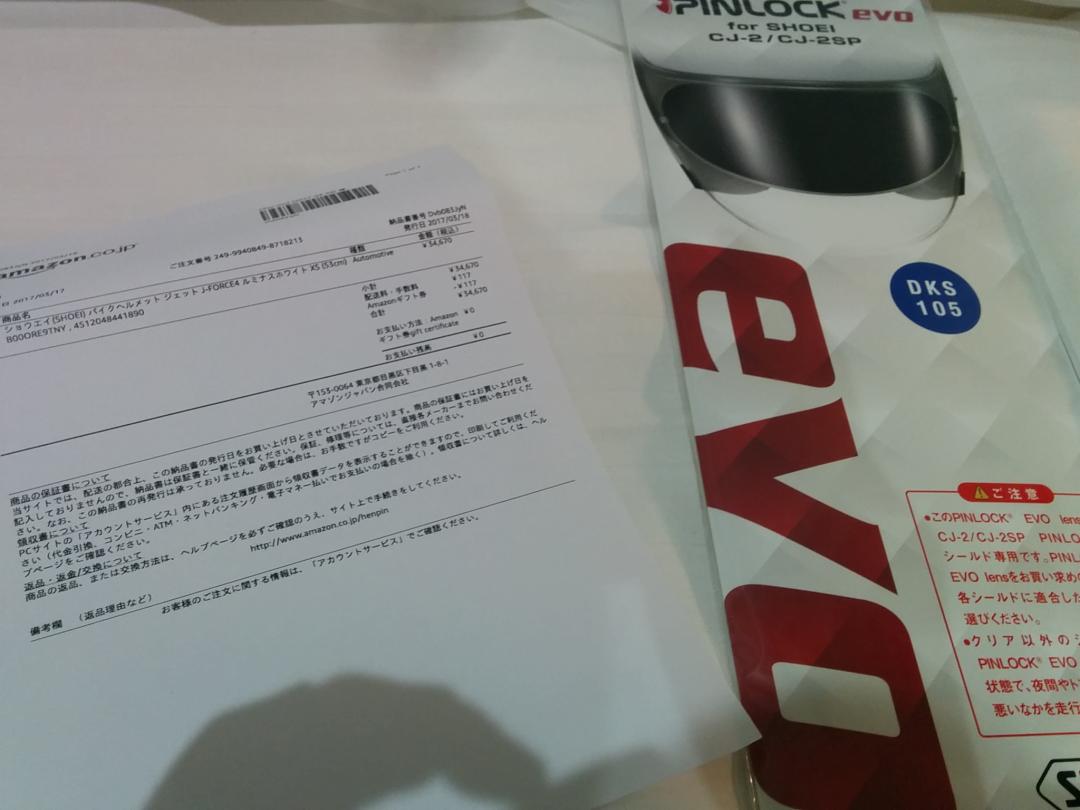 amazon.co.jp
ご注文番号 249-9940849-8718213
納品書番号 Dvb0B3JyN
発行日 2017/03/18
日 2017/03/17
商品名
種類
金額（税込）
ショウエイ(SHOEI) バイクヘルメット ジェット J-FORCE4 ルミナスホワイト XS (53cm) Automotive ¥34,670
B00QRE9TNY , 4512048441890
小計 ¥34,670
配送料・手数料 ¥117
Amazonギフト券 -¥117
合計 ¥34,670
お支払い方法 Amazon ¥0
ギフト券gift certificate
お支払い残高 ¥0
〒153-0064 東京都目黒区下目黒 1-8-1
アマゾンジャパン合同会社
商品の保証書について
当サイトでは、配送の都合上、この納品書の発行日をお買い上げ日とさせていただいております。商品の保証書にはお買い上げ日を
記入しておりませんので、納品書は保証書と一緒に保管ください。保証、修理等については、直接各メーカーまでお問い合わせくだ
さい。なお、この納品書の再発行は承っておりません。必要な場合は、お手数ですがコピーをご利用ください。
領収書について
PCサイトの「アカウントサービス」内にある注文履歴画面から領収書データを表示することができますので、印刷してご利用くだ
さい（代金引換、コンビニ・ATM・ネットバンキング・電子マネー払いでお支払いの場合を除く）。領収書について詳しくは、ヘル
プページをご確認ください。
返品・返金/交換について
商品の返品、または交換方法は、ヘルプページを必ずご確認のうえ、サイト上で手続きをしてください。
http://www.amazon.co.jp/henpin
備考欄 （返品理由など）
お客様のご注文に関する情報は、「アカウントサービス」でご確認ください。
PINLOCK® evo
for SHOEI
CJ-2/CJ-2SP
evo
DKS
105
ご注意
•このPINLOCK® EVO lens
CJ-2/CJ-2SP PINLO
シールド専用です。PINL
EVO lensをお買い求め
各シールドに適合した
選びください。
•クリア以外の
PINLOCK® EVO
状態で、夜間や
悪いなかを走行